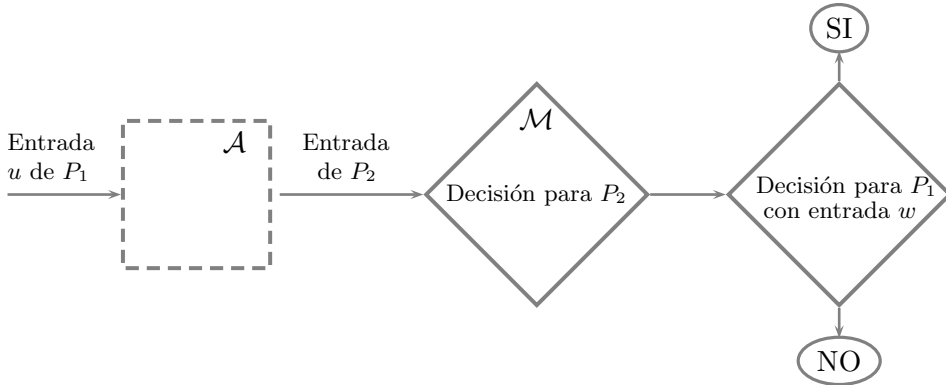 Entrada
u de P₁
𝒜
Entrada
de P₂
ℳ
Decisión para P₂
SI
Decisión para P₁
con entrada w
NO